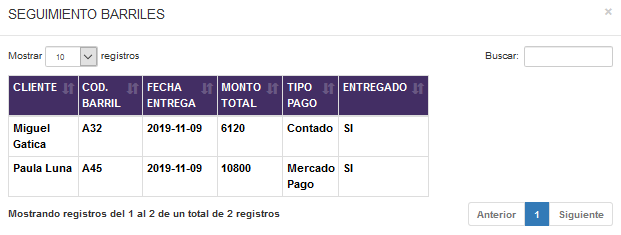 SEGUIMIENTO BARRILES ×
Mostrar 10 registros Buscar:
CLIENTE COD. BARRIL FECHA ENTREGA MONTO TOTAL TIPO PAGO ENTREGADO
Miguel Gatica A32 2019-11-09 6120 Contado SI
Paula Luna A45 2019-11-09 10800 Mercado Pago SI
Mostrando registros del 1 al 2 de un total de 2 registros Anterior 1 Siguiente